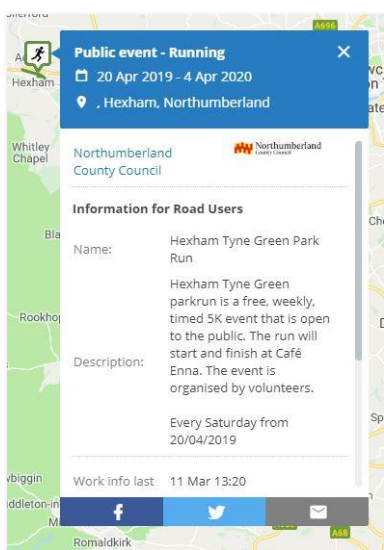 A696
Public event - Running
20 Apr 2019 - 4 Apr 2020
, Hexham, Northumberland
Hexham
Whitley
Chapel
Northumberland
County Council
Northumberland
County Council
Information for Road Users
Name:
Hexham Tyne Green Park
Run
Description:
Hexham Tyne Green
parkrun is a free, weekly,
timed 5K event that is open
to the public. The run will
start and finish at Café
Enna. The event is
organised by volunteers.
Every Saturday from
20/04/2019
Work info last
11 Mar 13:20
A68
Romaldkirk